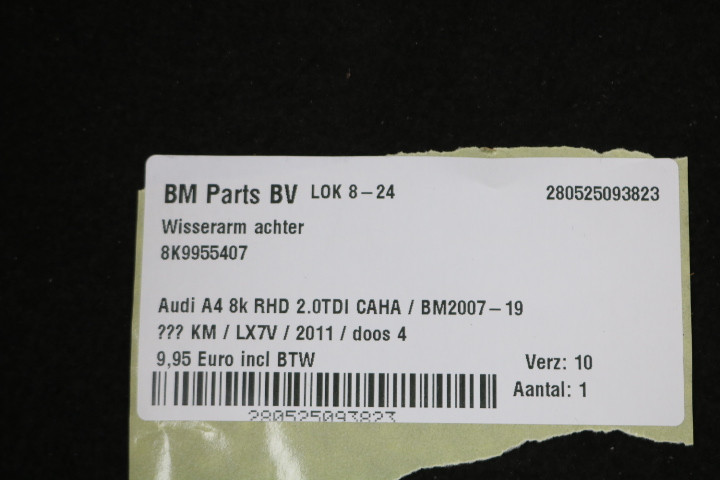 BM Parts BV LOK 8-24 280525093823
Wisserarm achter
8K9955407
Audi A4 8k RHD 2.0TDI CAHA / BM2007-19
??? KM / LX7V / 2011 / doos 4
9,95 Euro incl BTW Verz: 10
Aantal: 1
280525093823